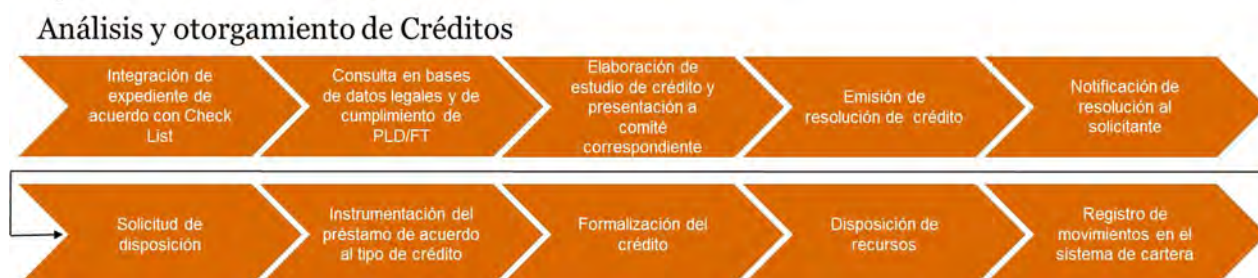 Análisis y otorgamiento de Créditos
Integración de
expediente de
acuerdo con Check
List
Consulta en bases
de datos legales y de
cumplimiento de
PLD/FT
Elaboración de
estudio de crédito y
presentación a
comité
correspondiente
Emisión de
resolución de crédito
Notificación de
resolución al
solicitante
Solicitud de
disposición
Instrumentación del
préstamo de acuerdo
al tipo de crédito
Formalización del
crédito
Disposición de
recursos
Registro de
movimientos en el
sistema de cartera